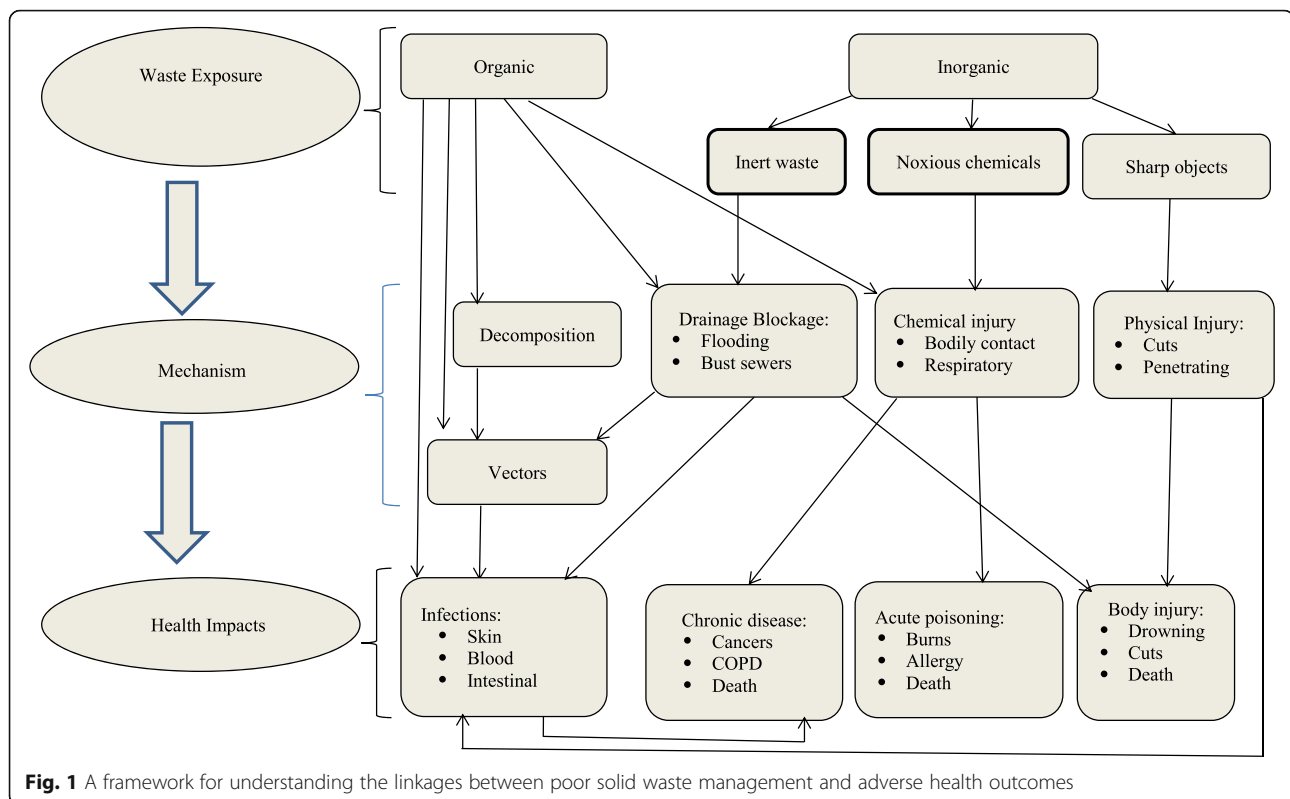 Waste Exposure
Organic
Inorganic
Inert waste
Noxious chemicals
Sharp objects
Mechanism
Decomposition
Drainage Blockage:
• Flooding
• Bust sewers
Chemical injury
• Bodily contact
• Respiratory
Physical Injury:
• Cuts
• Penetrating
Vectors
Health Impacts
Infections:
• Skin
• Blood
• Intestinal
Chronic disease:
• Cancers
• COPD
• Death
Acute poisoning:
• Burns
• Allergy
• Death
Body injury:
• Drowning
• Cuts
• Death
Fig. 1 A framework for understanding the linkages between poor solid waste management and adverse health outcomes